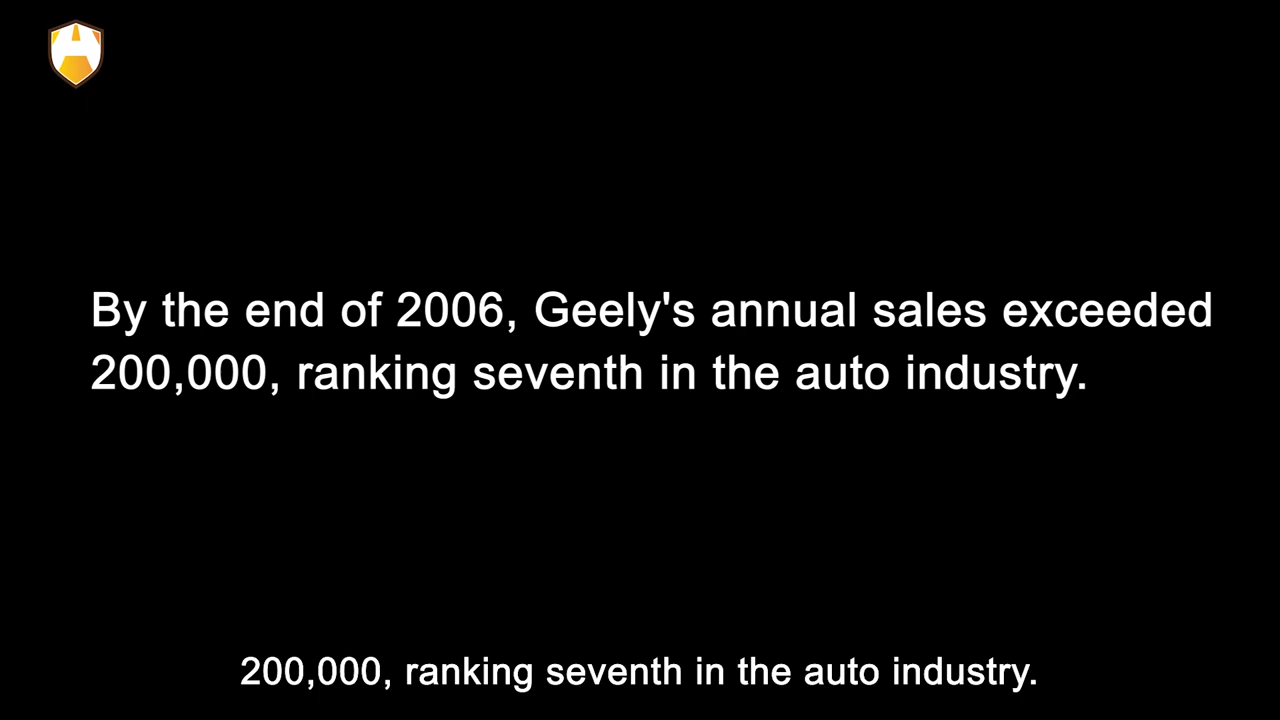 By the end of 2006, Geely's annual sales exceeded
200,000, ranking seventh in the auto industry.
200,000, ranking seventh in the auto industry.